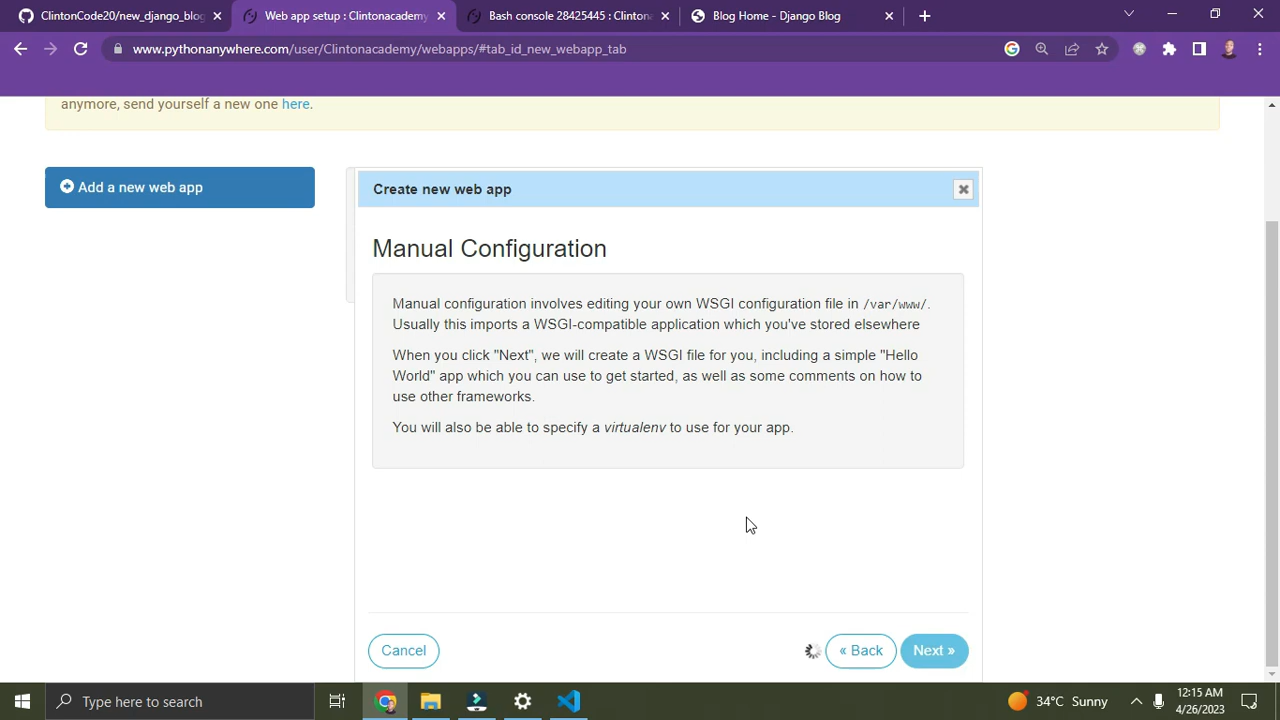 ClintonCode20/new_django_blog
Web app setup : Clintonacademy
Bash console 28425445 : Clintona
Blog Home - Django Blog
www.pythonanywhere.com/user/Clintonacademy/webapps/#tab_id_new_webapp_tab
anymore, send yourself a new one here.
Add a new web app
Create new web app
Manual Configuration
Manual configuration involves editing your own WSGI configuration file in /var/www/.
Usually this imports a WSGI-compatible application which you've stored elsewhere
When you click "Next", we will create a WSGI file for you, including a simple "Hello
World" app which you can use to get started, as well as some comments on how to
use other frameworks.
You will also be able to specify a virtualenv to use for your app.
Cancel
« Back
Next »
Type here to search
34°C Sunny
12:15 AM
4/26/2023